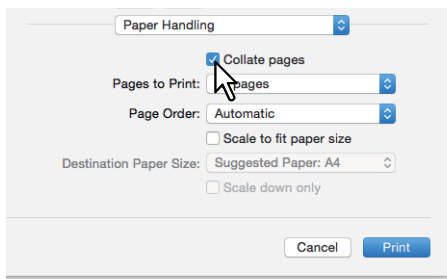 Paper Handling
Collate pages
Pages to Print: pages
Page Order: Automatic
Scale to fit paper size
Destination Paper Size: Suggested Paper: A4
Scale down only
Cancel Print